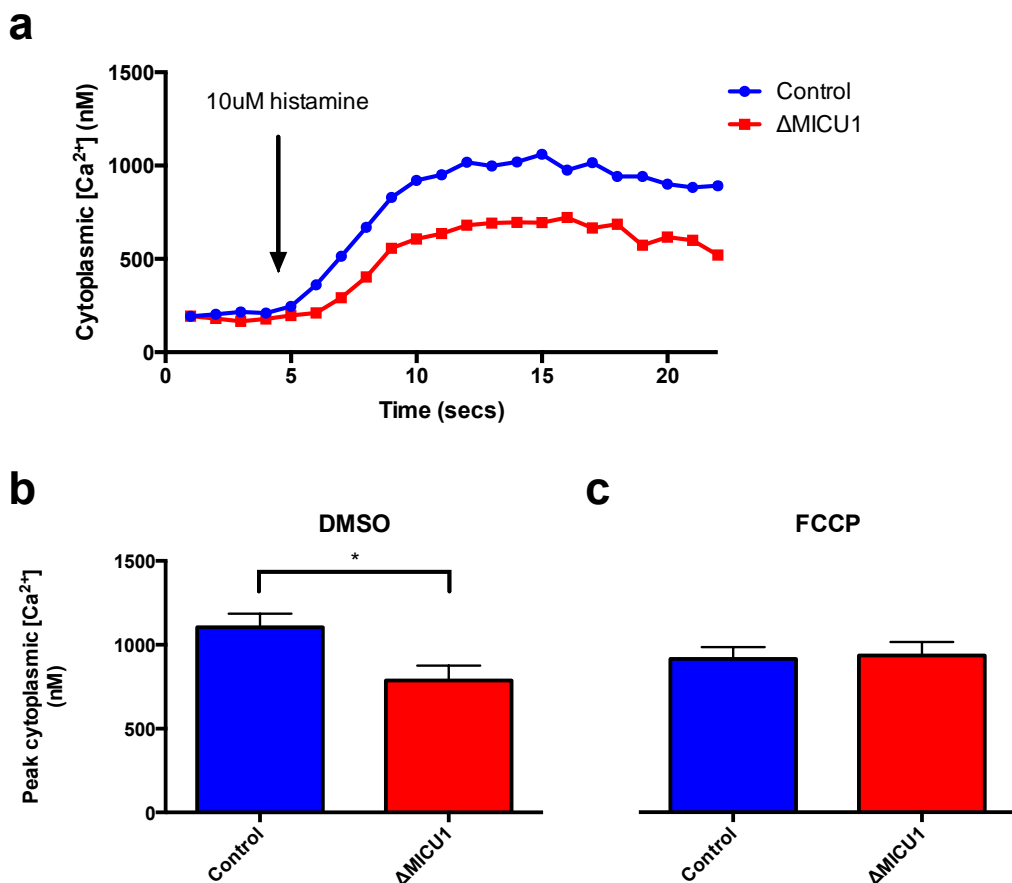 a
Cytoplasmic [Ca²⁺] (nM)
1500
1000
500
0
10uM histamine
Control
ΔMICU1
0 5 10 15 20
Time (secs)
b
DMSO
*
Peak cytoplasmic [Ca²⁺]
(nM)
1500
1000
500
0
Control
ΔMICU1
c
FCCP
Control
ΔMICU1